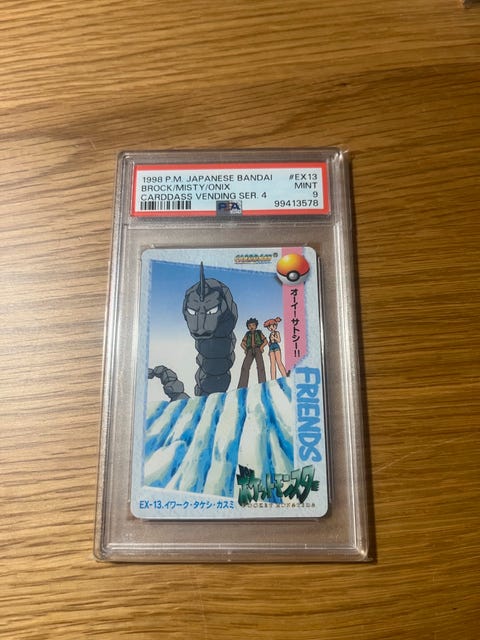 1998 P.M. JAPANESE BANDAI #EX13
BROCK/MISTY/ONIX MINT
CARDDASS VENDING SER. 4 9
PSA 99413578
CARDDASS
オーイ!サトシー!!
FRIENDS
ポケットモンスター
EX-13.イワーク・タケシ・カスミ